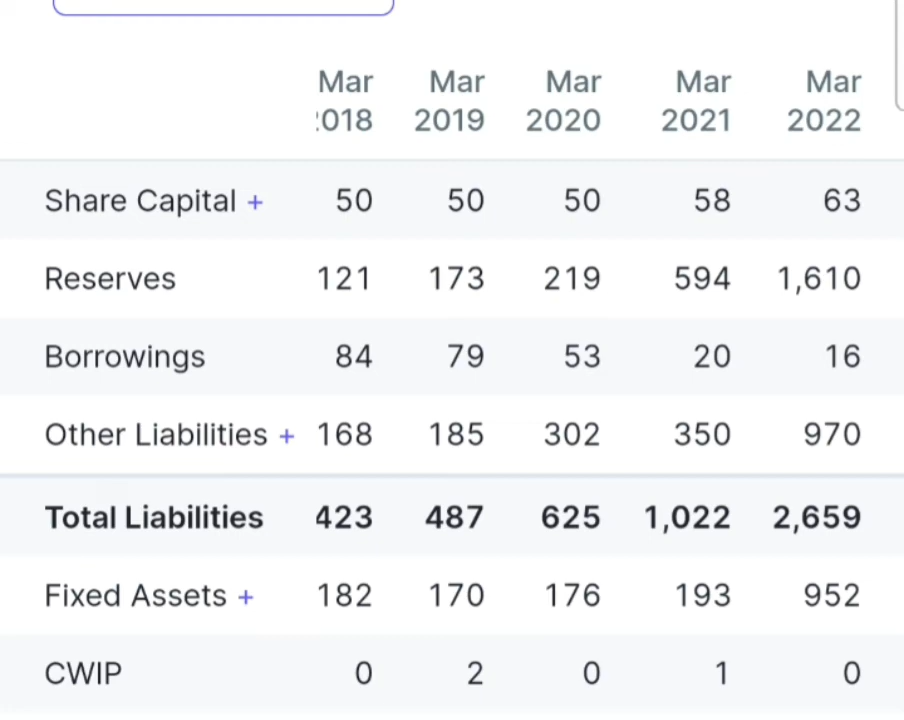 Mar Mar Mar Mar Mar
2018 2019 2020 2021 2022
Share Capital + 50 50 50 58 63
Reserves 121 173 219 594 1,610
Borrowings 84 79 53 20 16
Other Liabilities + 168 185 302 350 970
Total Liabilities 423 487 625 1,022 2,659
Fixed Assets + 182 170 176 193 952
CWIP 0 2 0 1 0